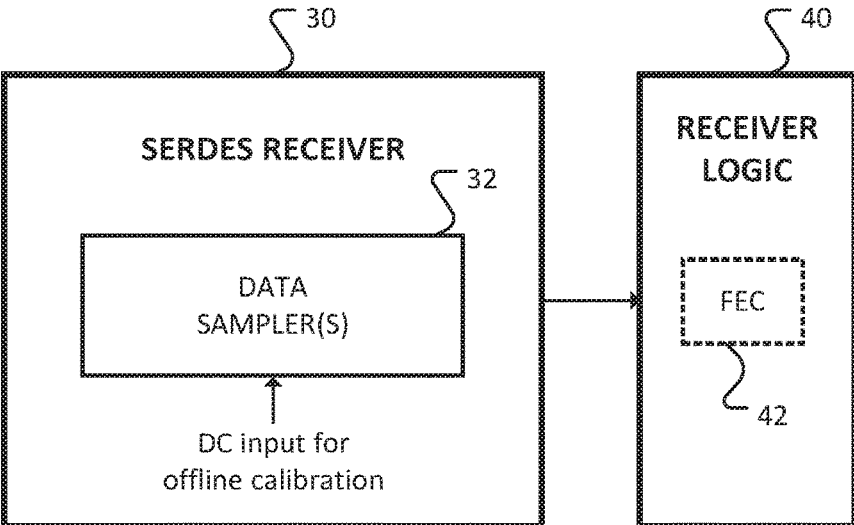 30
40
SERDES RECEIVER
RECEIVER
LOGIC
32
DATA
SAMPLER(S)
FEC
42
DC input for
offline calibration